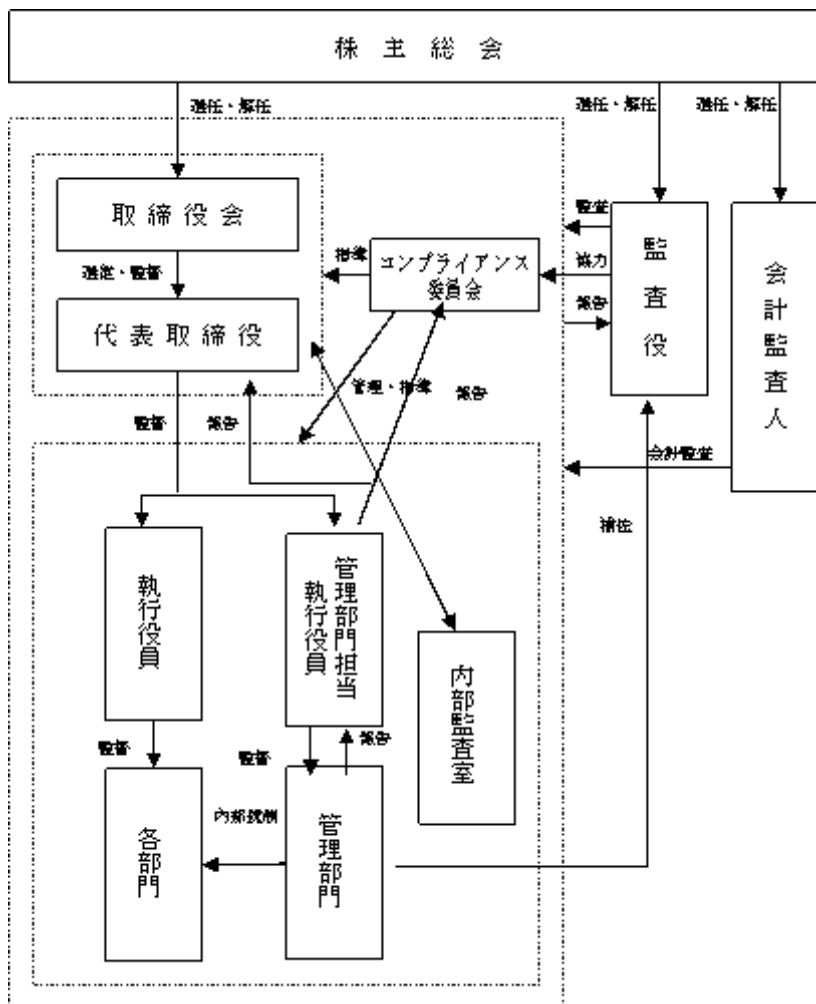 株主総会
選任・解任
選任・解任
選任・解任
取締役会
選定・監督
代表取締役
指導
コンプライアンス
委員会
監査
協力
報告
監査役
会計監査人
管理・指導
報告
監督
報告
会計監査
補佐
執行役員
管理部門担当
執行役員
内部監査室
監督
監督
報告
内部統制
各部門
管理部門